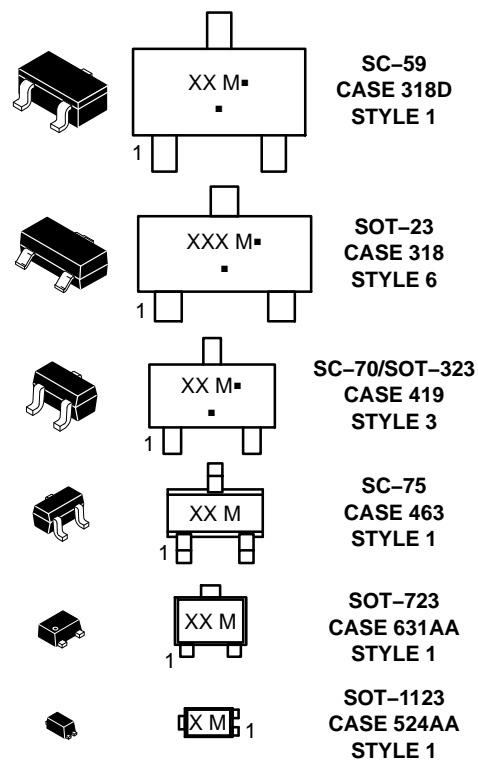 XX M▪
▪
1
SC–59
CASE 318D
STYLE 1
XXX M▪
▪
1
SOT–23
CASE 318
STYLE 6
XX M▪
▪
1
SC–70/SOT–323
CASE 419
STYLE 3
XX M
1
SC–75
CASE 463
STYLE 1
XX M
1
SOT–723
CASE 631AA
STYLE 1
X M
1
SOT–1123
CASE 524AA
STYLE 1